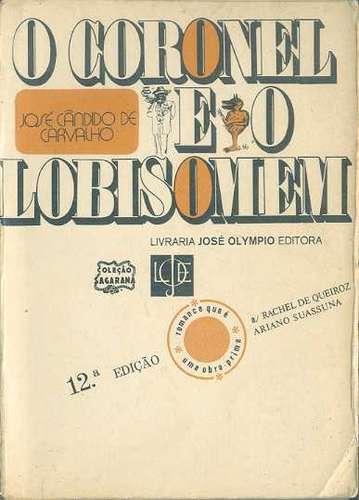 O CORONEL
JOSÉ CÂNDIDO DE
CARVALHO
E O
LOBISOMEM
LIVRARIA JOSÉ OLYMPIO EDITORA
COLEÇÃO
SAGARANA
LJOE
romance que é
uma obra-prima
a/ RACHEL DE QUEIROZ
ARIANO SUASSUNA
12.ª EDIÇÃO